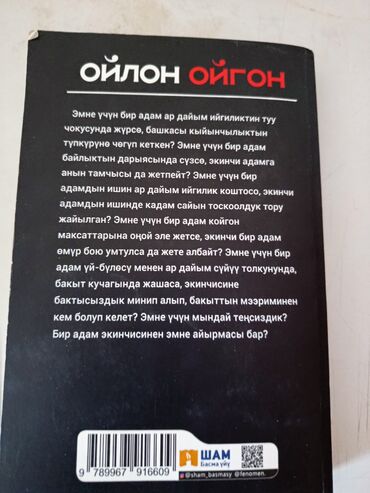 ОЙЛОН ОЙГОН
Эмне үчүн бир адам ар дайым ийгиликтин туу
чокусунда жүрсө, башкасы кыйынчылыктын
түпкүрүнө чөгүп кеткен? Эмне үчүн бир адам
байлыктын дарыясында сүзсө, экинчи адамга
анын тамчысы да жетпейт? Эмне үчүн бир
адамдын ишин ар дайым ийгилик коштосо, экинчи
адамдын ишинде кадам сайын тоскоолдук тору
жайылган? Эмне үчүн бир адам койгон
максаттарына оңой эле жетсе, экинчи бир адам
өмүр бою умтулса да жете албайт? Эмне үчүн бир
адам үй-бүлөсү менен ар дайым сүйүү толкунунда,
бакыт кучагында жашаса, экинчисине
бактысыздык минип алып, бакыттын мээриминен
кем болуп келет? Эмне үчүн мындай теңсиздик?
Бир адам экинчисинен эмне айырмасы бар?
ШАМ
Басма үйү
@sham_basmasy @fenomen.
9 789967 916609